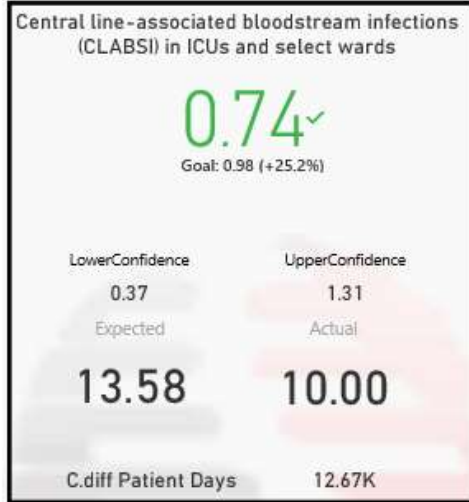 Central line-associated bloodstream infections
(CLABSI) in ICUs and select wards
0.74✓
Goal: 0.98 (+25.2%)
LowerConfidence UpperConfidence
0.37 1.31
Expected Actual
13.58 10.00
C.diff Patient Days 12.67K